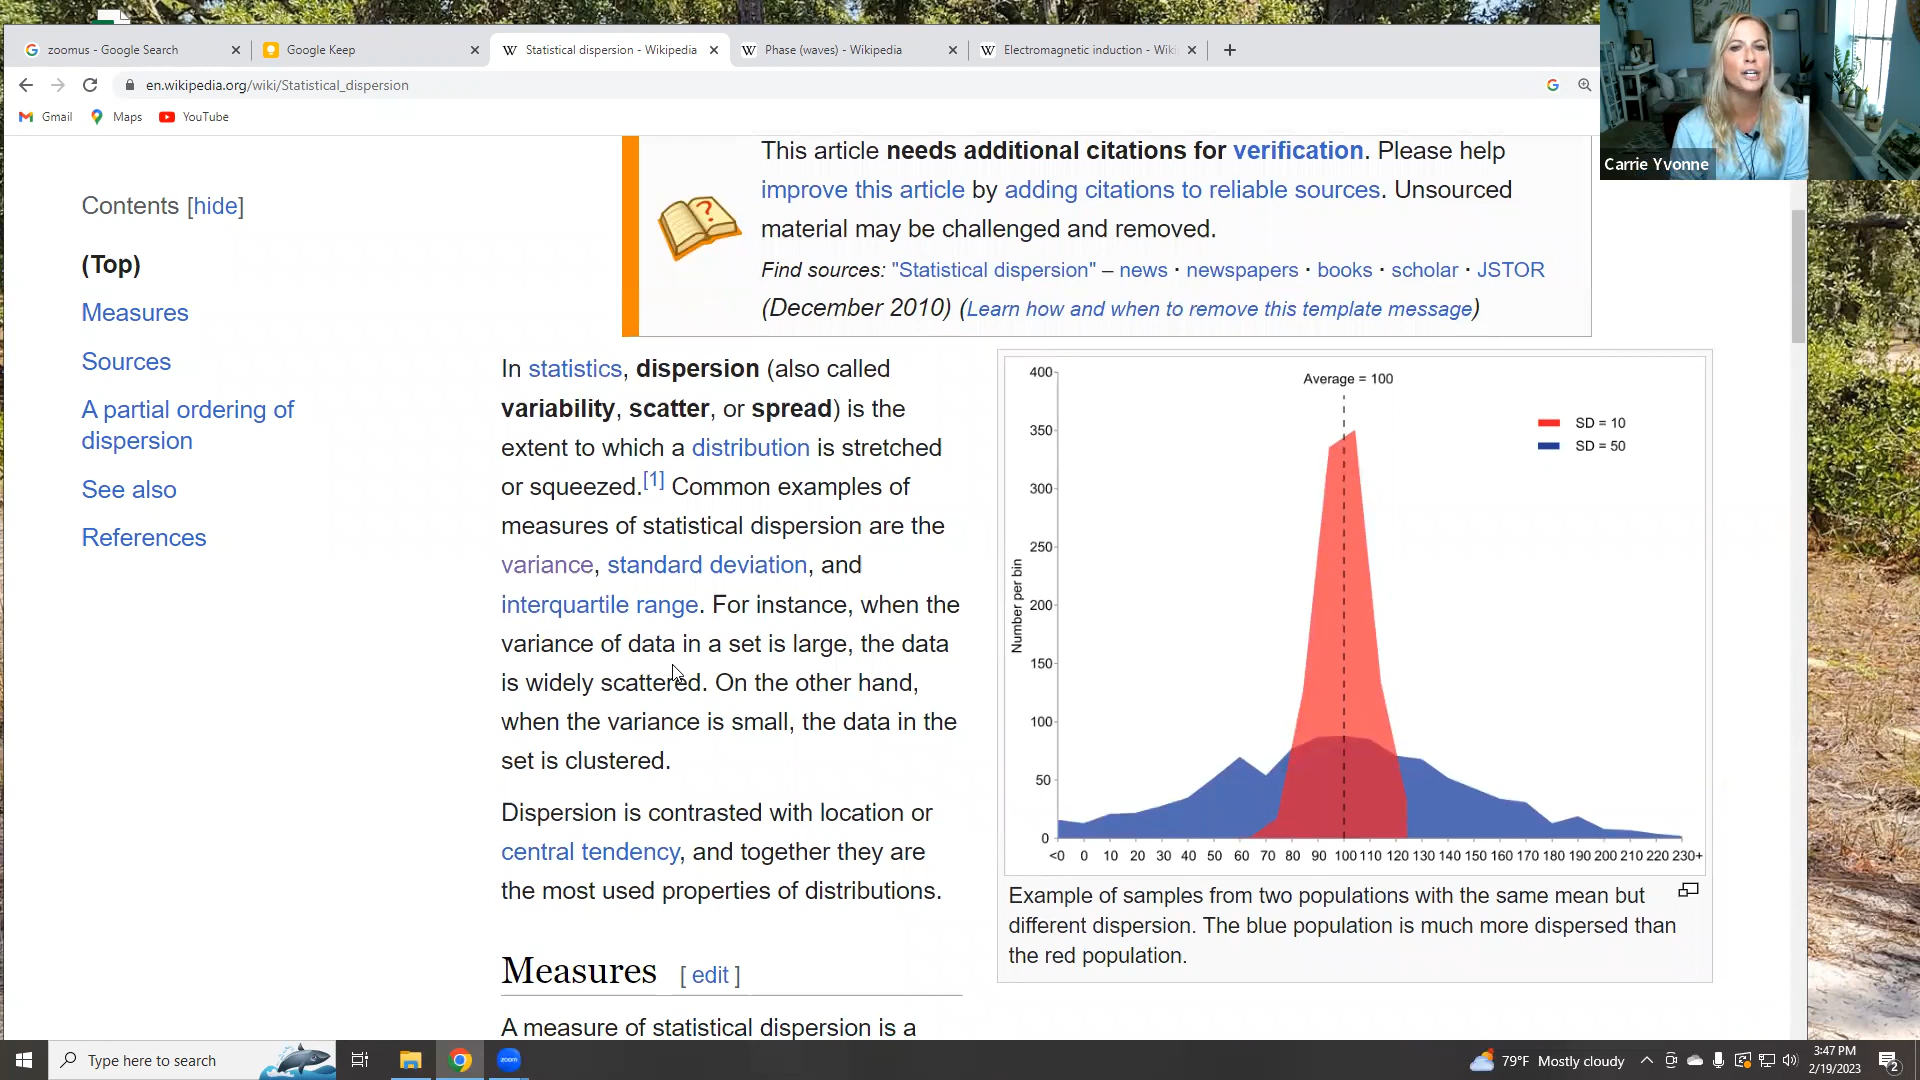 zoomus - Google Search
Google Keep
Statistical dispersion - Wikipedia
Phase (waves) - Wikipedia
Electromagnetic induction - Wiki
en.wikipedia.org/wiki/Statistical_dispersion
Gmail
Maps
YouTube
Carrie Yvonne
Contents [hide]
(Top)
Measures
Sources
A partial ordering of
dispersion
See also
References
This article needs additional citations for verification. Please help
improve this article by adding citations to reliable sources. Unsourced
material may be challenged and removed.
Find sources: "Statistical dispersion" – news · newspapers · books · scholar · JSTOR
(December 2010) (Learn how and when to remove this template message)
In statistics, dispersion (also called
variability, scatter, or spread) is the
extent to which a distribution is stretched
or squeezed.[1] Common examples of
measures of statistical dispersion are the
variance, standard deviation, and
interquartile range. For instance, when the
variance of data in a set is large, the data
is widely scattered. On the other hand,
when the variance is small, the data in the
set is clustered.
Dispersion is contrasted with location or
central tendency, and together they are
the most used properties of distributions.
Measures [ edit ]
A measure of statistical dispersion is a
Average = 100
SD = 10
SD = 50
Number per bin
400
350
300
250
200
150
100
50
0
<0 0 10 20 30 40 50 60 70 80 90 100 110 120 130 140 150 160 170 180 190 200 210 220 230+
Example of samples from two populations with the same mean but
different dispersion. The blue population is much more dispersed than
the red population.
Type here to search
zoom
79°F Mostly cloudy
3:47 PM
2/19/2023
2